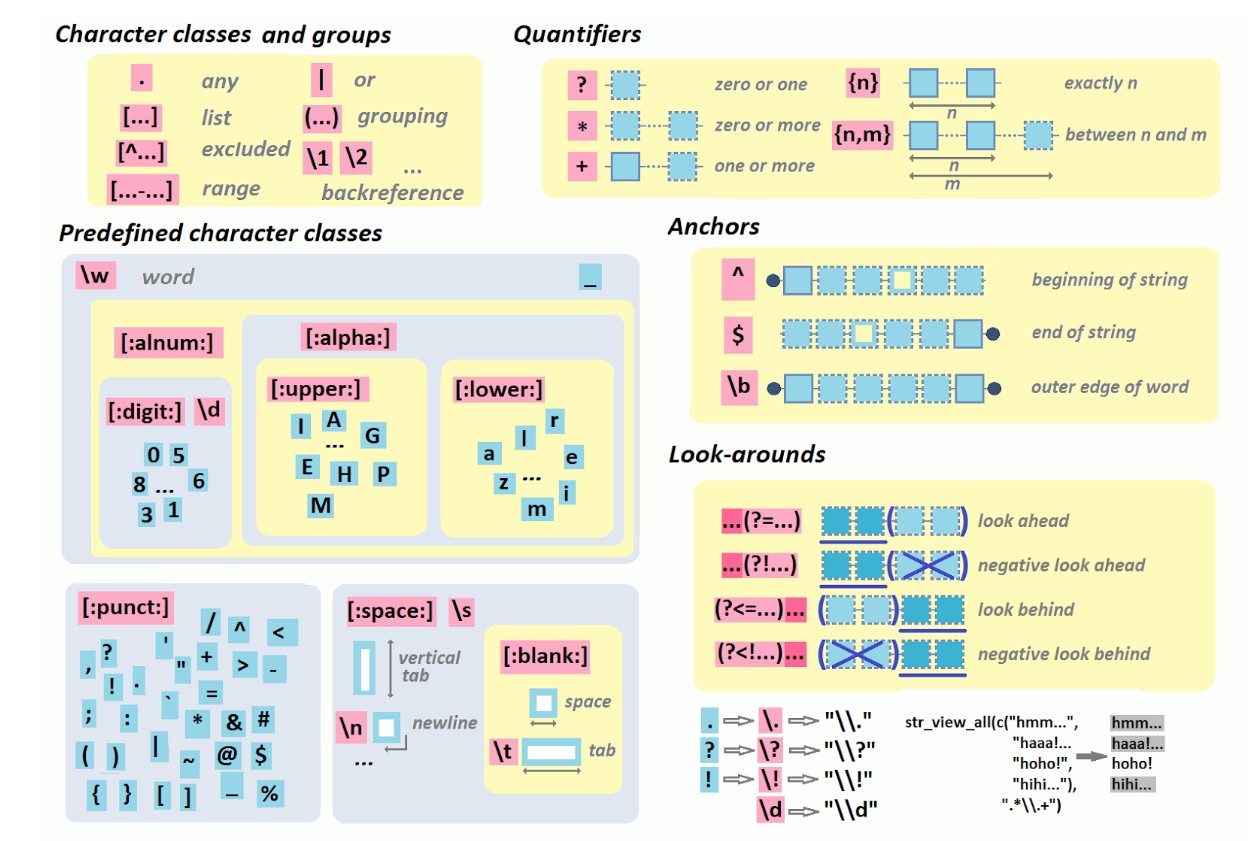 Character classes and groups
. any
| or
[...] list
(...) grouping
[^...] excluded
\1 \2 ...
backreference
[...-...] range
Quantifiers
? zero or one
* zero or more
+ one or more
{n} exactly n
n
{n,m} between n and m
n
m
Predefined character classes
\w word _
[:alnum:]
[:alpha:]
[:digit:] \d
0 5
8 ... 6
3 1
[:upper:]
I A G
...
E H P
M
[:lower:]
r
l
a e
z ... i
m
Anchors
^ beginning of string
$ end of string
\b outer edge of word
Look-arounds
...(?=...) ( ) look ahead
...(?!...) ( ) negative look ahead
(?<=...)... ( ) look behind
(?<!...)... ( ) negative look behind
[:punct:]
/ ^ <
' ? , " + > -
! . ` =
; : * & #
( ) | ~ @ $
{ } [ ] _ %
[:space:] \s
vertical
tab
\n newline
...
[:blank:]
space
\t tab
. \. "\\."
? \? "\\?"
! \! "\\!"
\d "\\d"
str_view_all(c("hmm...",
"haaa!...
"hoho!",
"hihi..."),
".*\\.+")
hmm...
haaa!...
hoho!
hihi...